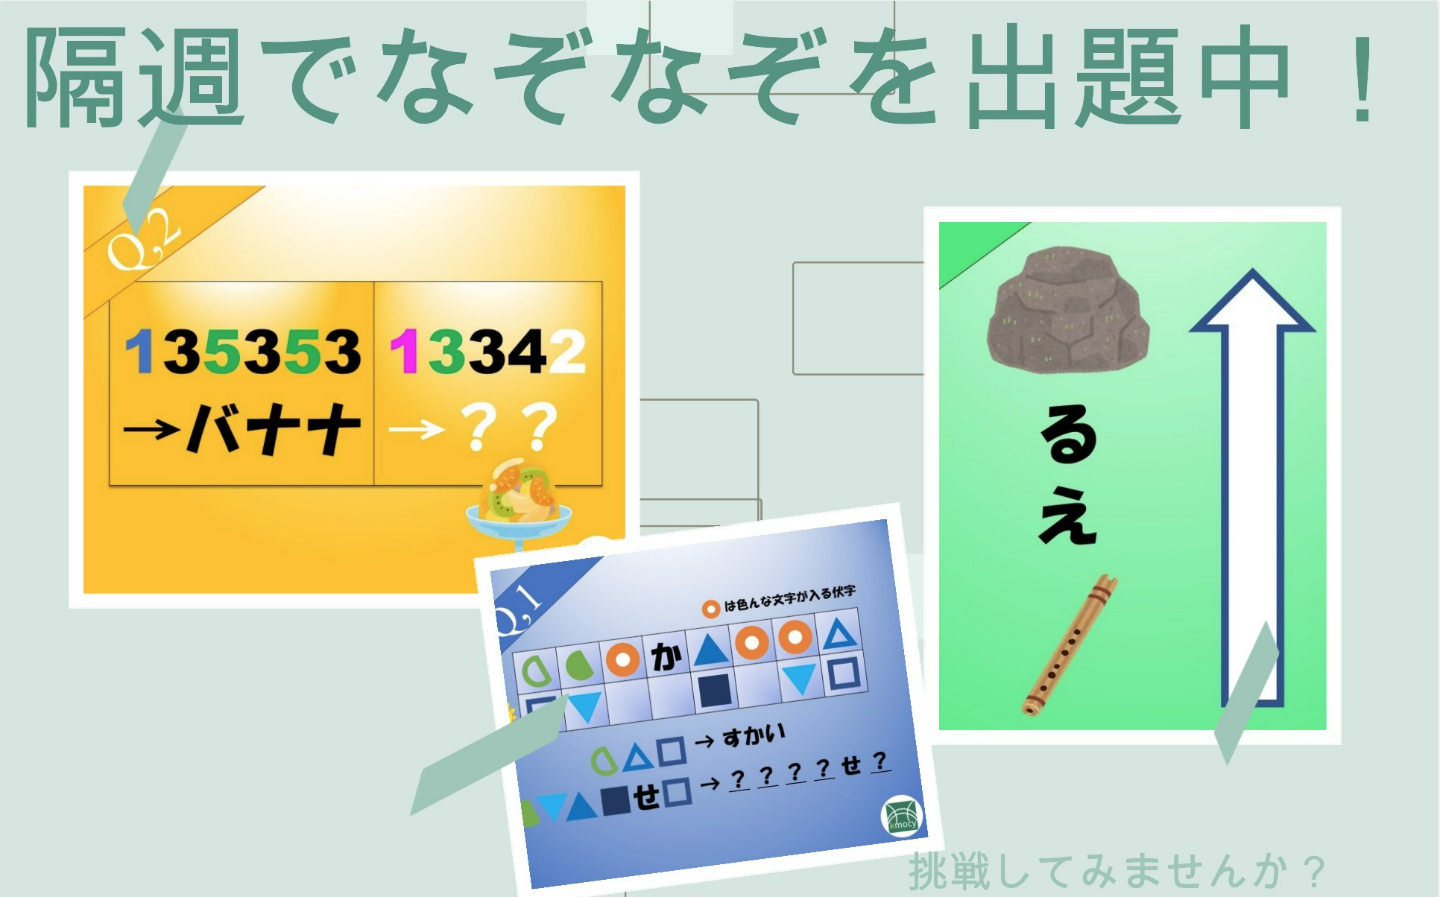 隔週でなぞなぞを出題中！
Q,2
135353
→バナナ
13342
→？？
る
え
Q,1
は色んな文字が入る伏字
か
→ すかい
せ → ？ ？ ？ ？ せ ？
kmocy
挑戦してみませんか？